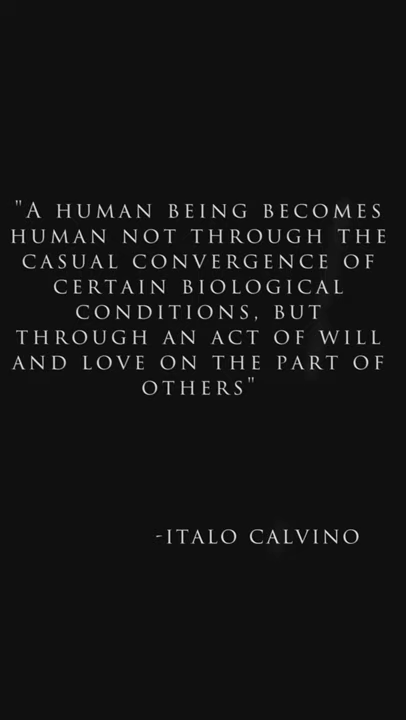 "A HUMAN BEING BECOMES
HUMAN NOT THROUGH THE
CASUAL CONVERGENCE OF
CERTAIN BIOLOGICAL
CONDITIONS, BUT
THROUGH AN ACT OF WILL
AND LOVE ON THE PART OF
OTHERS"
-ITALO CALVINO